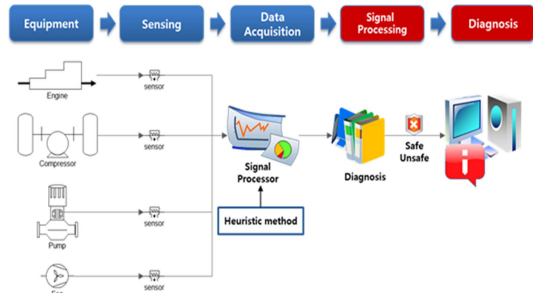 Equipment
Sensing
Data
Acquisition
Signal
Processing
Diagnosis
Engine
sensor
Compressor
sensor
Signal
Processor
Diagnosis
Safe
Unsafe
Heuristic method
Pump
sensor
sensor